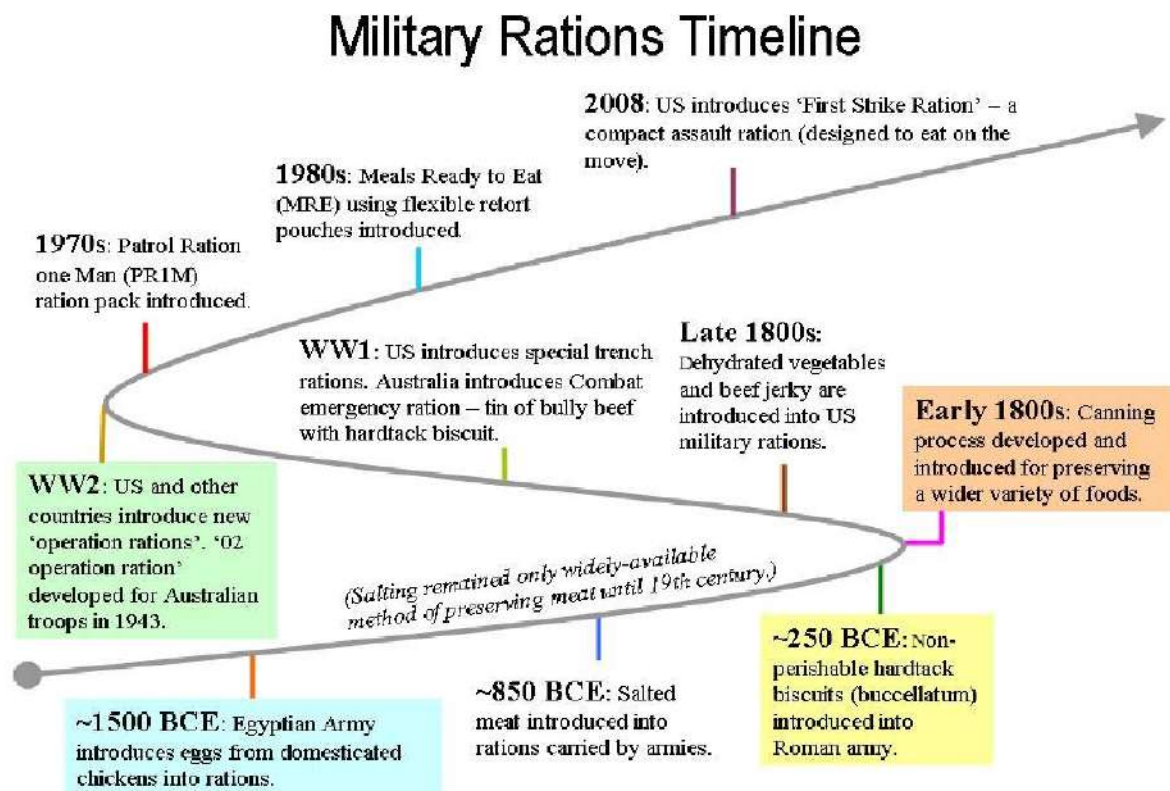 Military Rations Timeline
2008: US introduces ‘First Strike Ration’ – a
compact assault ration (designed to eat on the
move).
1980s: Meals Ready to Eat
(MRE) using flexible retort
pouches introduced.
1970s: Patrol Ration
one Man (PR1M)
ration pack introduced.
WW1: US introduces special trench
rations. Australia introduces Combat
emergency ration – tin of bully beef
with hardtack biscuit.
Late 1800s:
Dehydrated vegetables
and beef jerky are
introduced into US
military rations.
Early 1800s: Canning
process developed and
introduced for preserving
a wider variety of foods.
WW2: US and other
countries introduce new
‘operation rations’. ‘02
operation ration’
developed for Australian
troops in 1943.
(Salting remained only widely-available
method of preserving meat until 19th century.)
~1500 BCE: Egyptian Army
introduces eggs from domesticated
chickens into rations.
~850 BCE: Salted
meat introduced into
rations carried by armies.
~250 BCE: Non-
perishable hardtack
biscuits (buccellatum)
introduced into
Roman army.